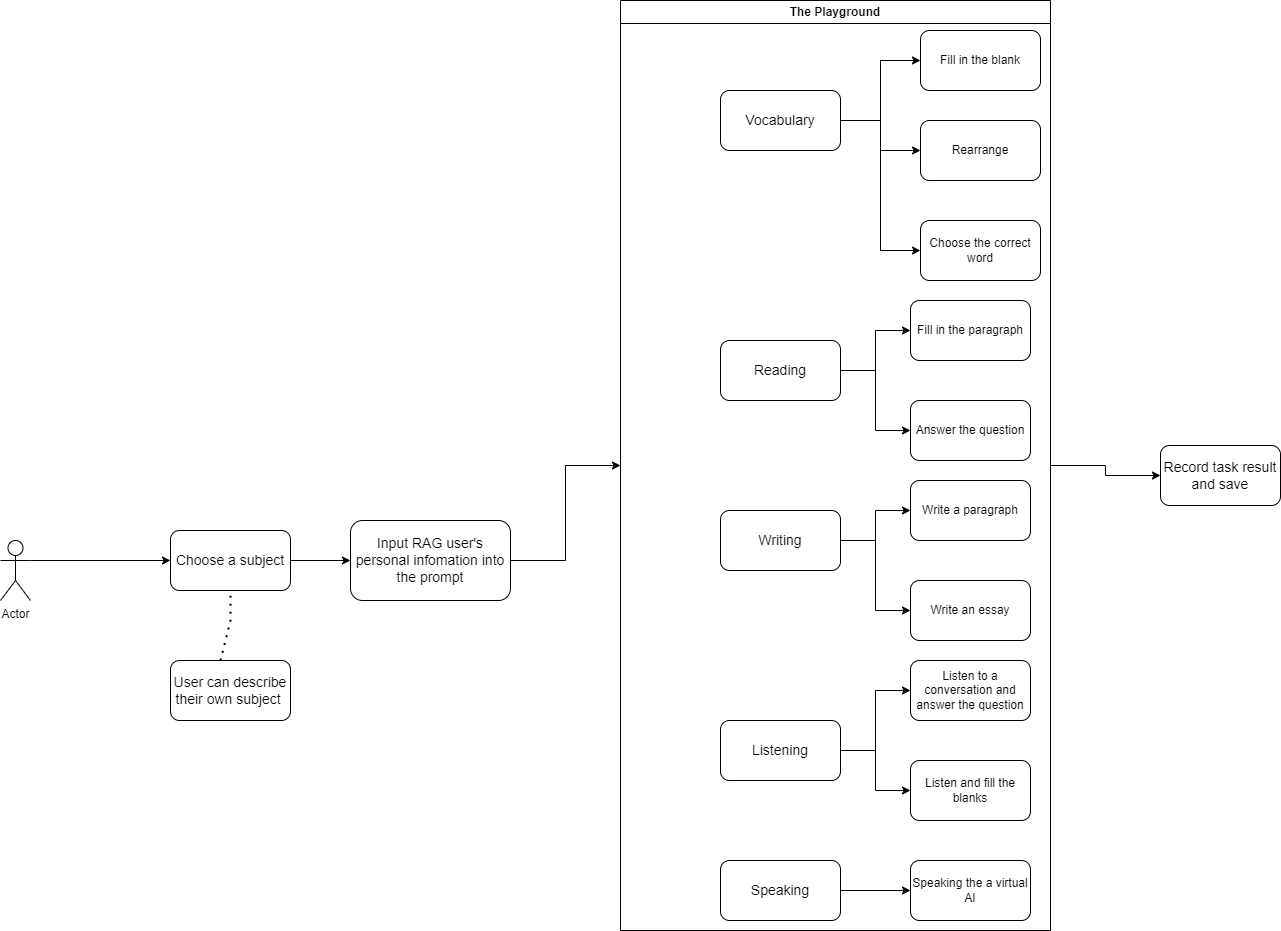 The Playground
Fill in the blank
Vocabulary
Rearrange
Choose the correct
word
Fill in the paragraph
Reading
Answer the question
Record task result
and save
Write a paragraph
Writing
Input RAG user's
personal infomation into
the prompt
Choose a subject
Actor
Write an essay
User can describe
their own subject
Listen to a
conversation and
answer the question
Listening
Listen and fill the
blanks
Speaking
Speaking the a virtual
AI